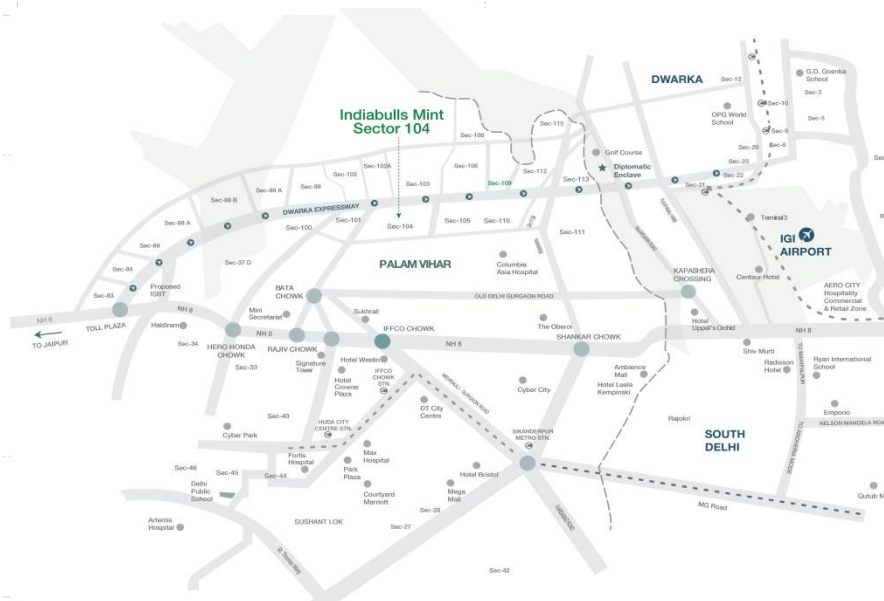 DWARKA
Sec-12
G.D. Goenka
School
Sec-3
Sec-10
OPG World
School
Sec-5
Sec-9
Sec-8
Sec-20
Sec-23
Sec-22
Sec-21
Indiabulls Mint
Sector 104
Sec-108
Sec-115
Golf Course
Diplomatic
Enclave
Sec-88 B
Sec-99 A
Sec-99
Sec-102
Sec-102A
Sec-103
Sec-106
Sec-109
Sec-112
Sec-113
DWARKA EXPRESSWAY
Sec-88 A
Sec-88
Sec-84
Sec-83
Sec-100
Sec-101
Sec-104
Sec-105
Sec-110
Sec-111
Sec-37 D
PALAM VIHAR
Columbia
Asia Hospital
Terminal3
IGI
AIRPORT
Centaur Hotel
AERO CITY
Hospitality
Commercial
& Retail Zone
KAPASHERA
CROSSING
Proposed
ISBT
BATA
CHOWK
OLD DELHI GURGAON ROAD
NH 8
TOLL PLAZA
TO JAIPUR
Haldiram
Mini
Secretariat
Sukhrali
IFFCO CHOWK
The Oberoi
Hotel
Uppal's Orchid
HERO HONDA
CHOWK
NH 8
RAJIV CHOWK
NH 8
SHANKAR CHOWK
NH 8
Sec-34
Sec-33
Signature
Tower
Hotel Westin
Hotel
Crowne
Plaza
IFFCO
CHOWK
STN.
MEHRAULI - GURGAON ROAD
Cyber City
Ambience
Mall
Hotel Leela
Kempinski
Shiv Murti
Radisson
Hotel
Ryan International
School
TO MAHIPALPUR
Emporio
NELSON MANDELA ROAD
Rajokri
SOUTH
DELHI
Sec-40
Cyber Park
HUDA CITY
CENTRE STN.
DT City
Centre
SIKANDERPUR
METRO STN.
Fortis
Hospital
Max
Hospital
Park
Plaza
Hotel Bristol
Mega
Mall
Courtyard
Marriott
Sec-46
Sec-45
Sec-44
Delhi
Public
School
Artemis
Hospital
SUSHANT LOK
Sec-28
Sec-27
Sec-42
MG Road